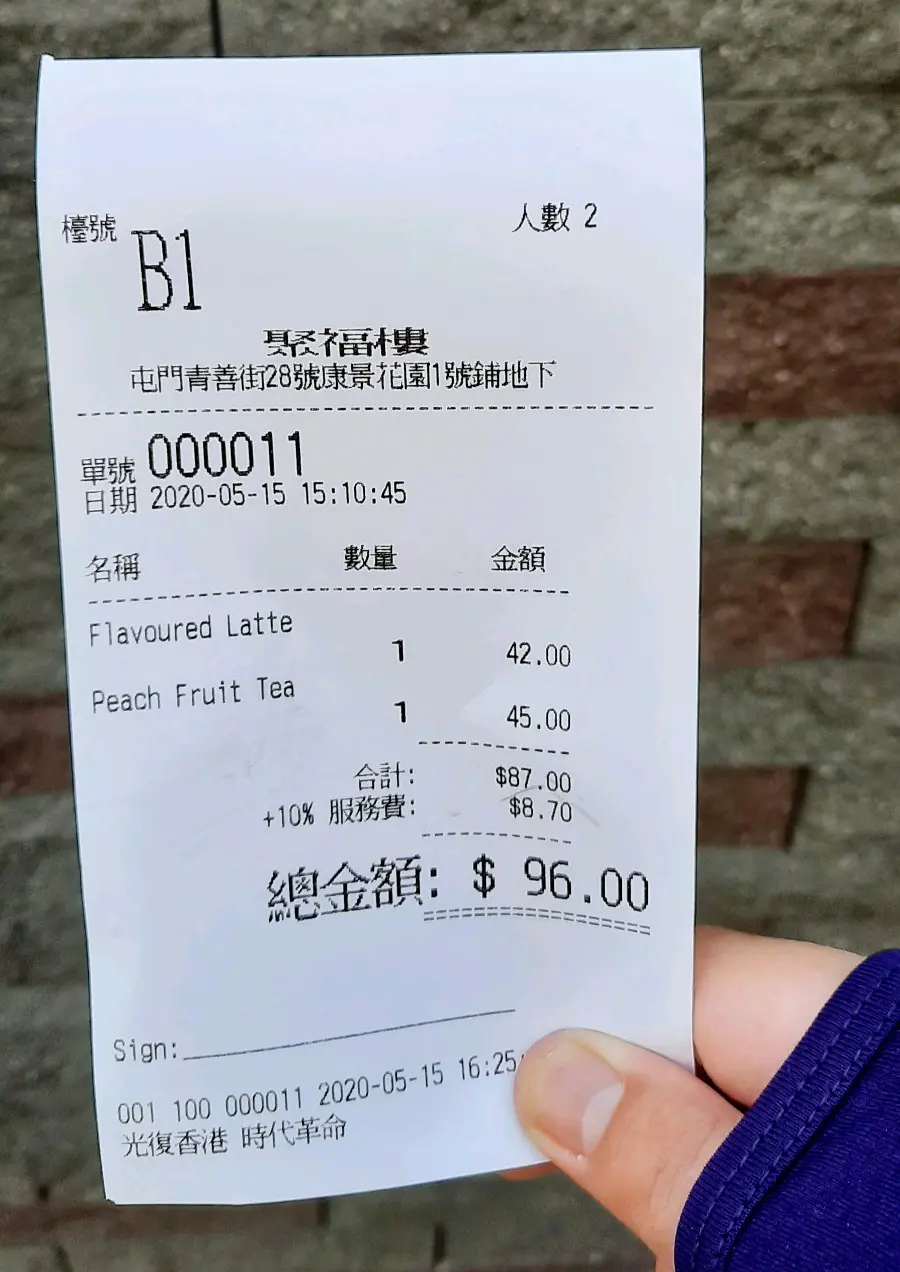 檯號 B1 人數 2
聚福樓
屯門青善街28號康景花園1號鋪地下
單號 000011
日期 2020-05-15 15:10:45
名稱 數量 金額
Flavoured Latte
1 42.00
Peach Fruit Tea
1 45.00
合計: $87.00
+10% 服務費: $8.70
總金額: $ 96.00
Sign:
001 100 000011 2020-05-15 16:25
光復香港 時代革命